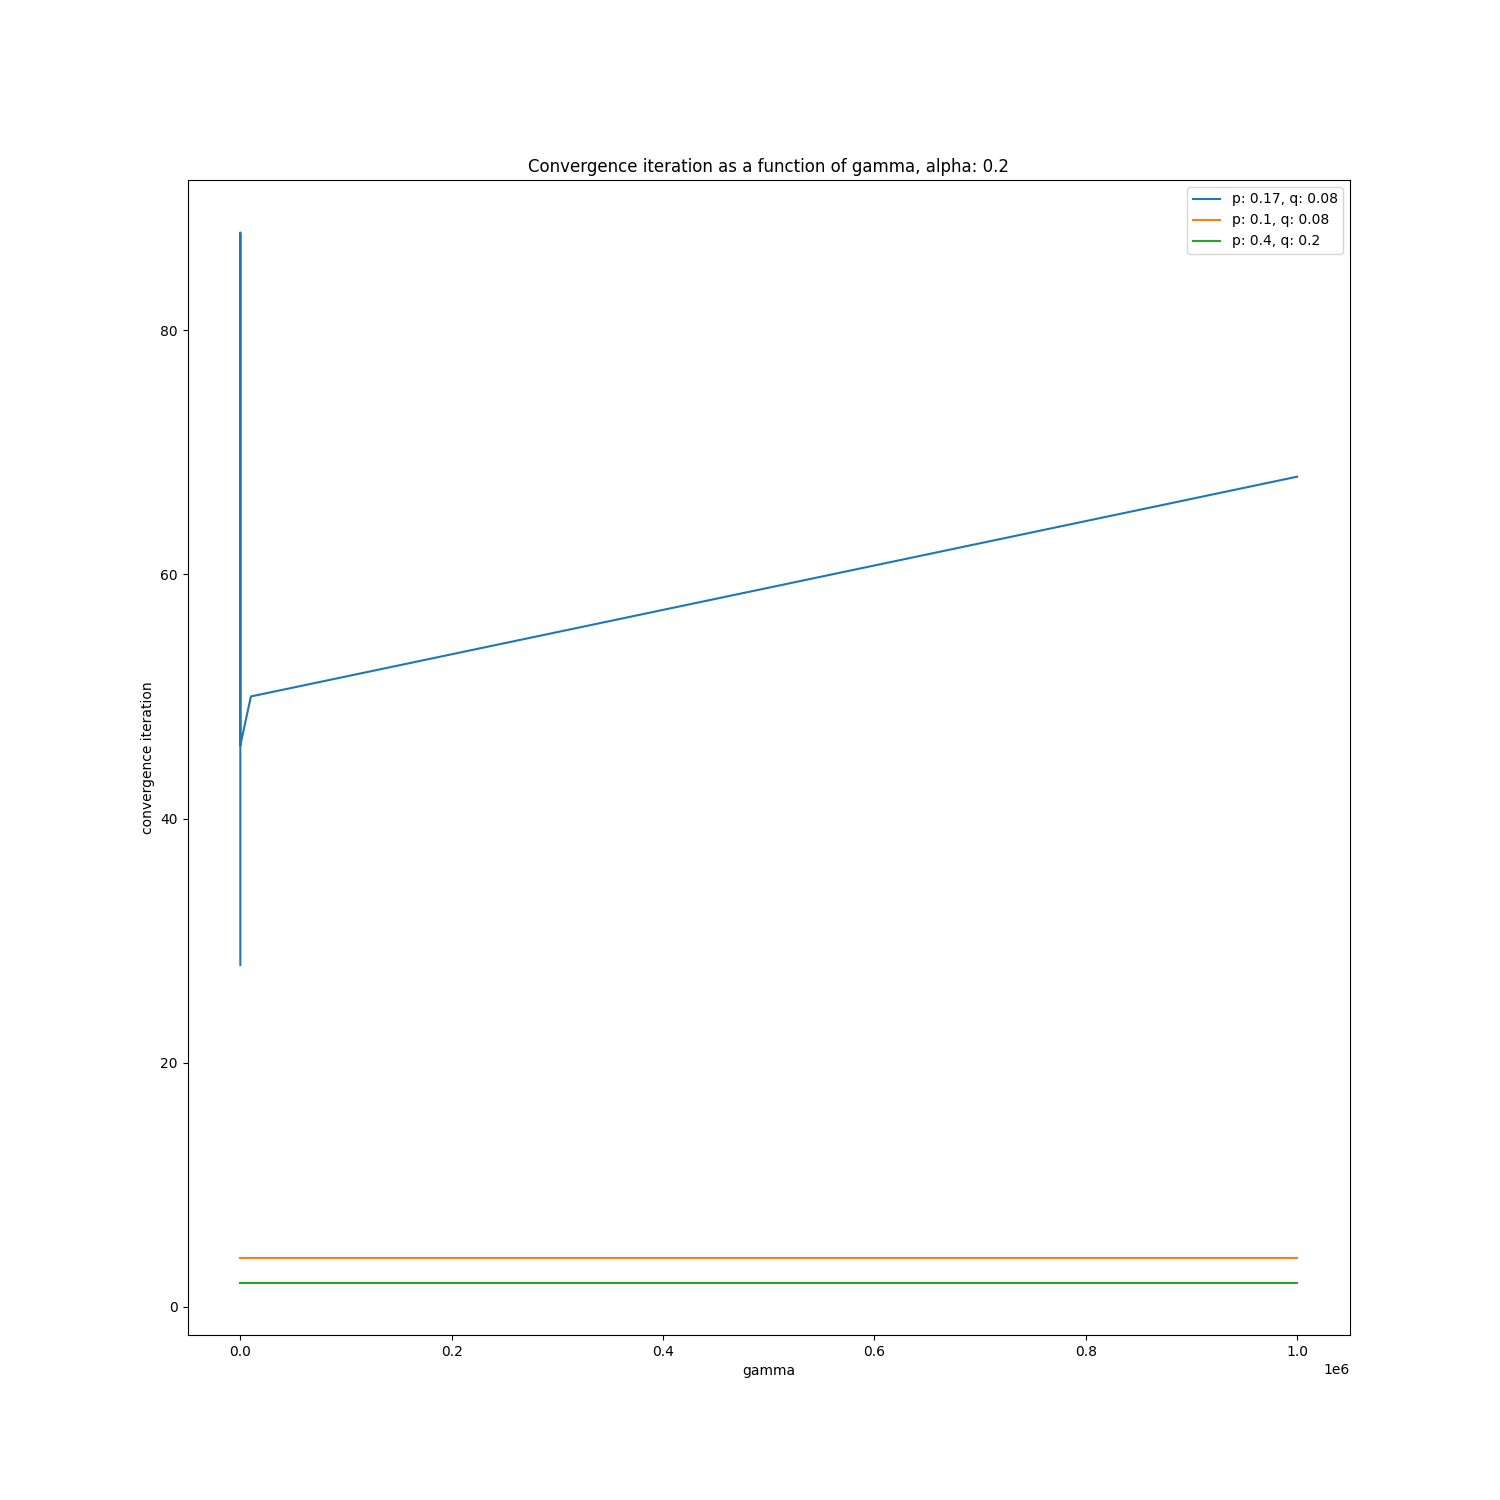 Convergence iteration as a function of gamma, alpha: 0.2
p: 0.17, q: 0.08
p: 0.1, q: 0.08
p: 0.4, q: 0.2
80
60
40
20
0
convergence iteration
0.0 0.2 0.4 0.6 0.8 1.0
1e6
gamma